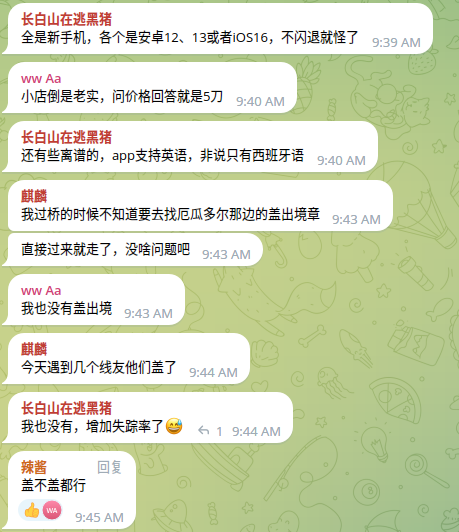 长白山在逃黑猪
全是新手机，各个是安卓12、13或者iOS16，不闪退就怪了 9:39 AM
ww Aa
小店倒是老实，问价格回答就是5刀 9:40 AM
长白山在逃黑猪
还有些离谱的，app支持英语，非说只有西班牙语 9:40 AM
麒麟
我过桥的时候不知道要去找厄瓜多尔那边的盖出境章 9:43 AM
直接过来就走了，没啥问题吧 9:43 AM
ww Aa
我也没有盖出境 9:43 AM
麒麟
今天遇到几个线友他们盖了 9:44 AM
长白山在逃黑猪
我也没有，增加失踪率了😅 1 9:44 AM
辣酱 回复
盖不盖都行
👍 WA
9:45 AM